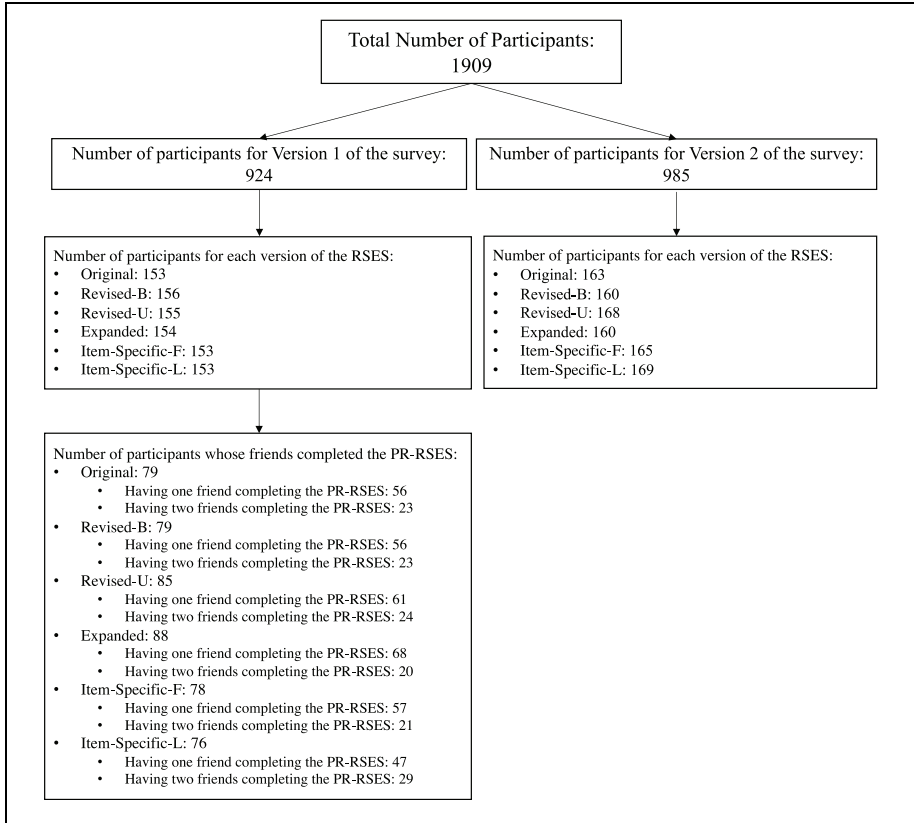 Total Number of Participants:
1909
Number of participants for Version 1 of the survey:
924
Number of participants for Version 2 of the survey:
985
Number of participants for each version of the RSES:
• Original: 153
• Revised-B: 156
• Revised-U: 155
• Expanded: 154
• Item-Specific-F: 153
• Item-Specific-L: 153
Number of participants for each version of the RSES:
• Original: 163
• Revised-B: 160
• Revised-U: 168
• Expanded: 160
• Item-Specific-F: 165
• Item-Specific-L: 169
Number of participants whose friends completed the PR-RSES:
• Original: 79
• Having one friend completing the PR-RSES: 56
• Having two friends completing the PR-RSES: 23
• Revised-B: 79
• Having one friend completing the PR-RSES: 56
• Having two friends completing the PR-RSES: 23
• Revised-U: 85
• Having one friend completing the PR-RSES: 61
• Having two friends completing the PR-RSES: 24
• Expanded: 88
• Having one friend completing the PR-RSES: 68
• Having two friends completing the PR-RSES: 20
• Item-Specific-F: 78
• Having one friend completing the PR-RSES: 57
• Having two friends completing the PR-RSES: 21
• Item-Specific-L: 76
• Having one friend completing the PR-RSES: 47
• Having two friends completing the PR-RSES: 29